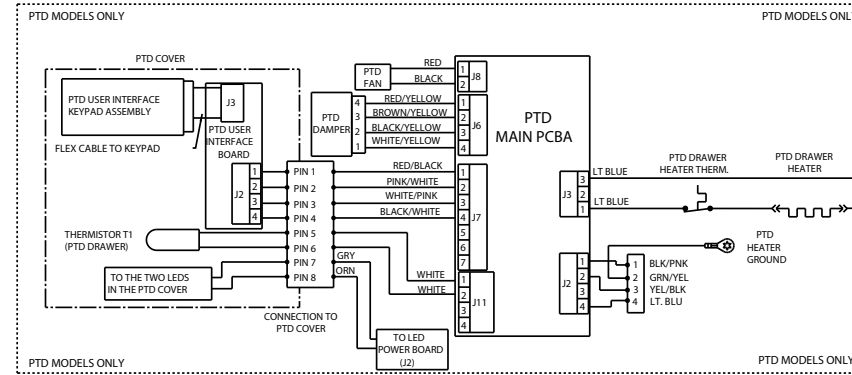 PTD MODELS ONLY
PTD MODELS ONLY
PTD COVER
PTD USER INTERFACE
KEYPAD ASSEMBLY
J3
PTD USER
INTERFACE
BOARD
FLEX CABLE TO KEYPAD
J2
1
2
3
4
THERMISTOR T1
(PTD DRAWER)
TO THE TWO LEDS
IN THE PTD COVER
PIN 1
PIN 2
PIN 3
PIN 4
PIN 5
PIN 6
PIN 7
PIN 8
CONNECTION TO
PTD COVER
GRY
ORN
TO LED
POWER BOARD
(J2)
PTD
FAN
RED
BLACK
1
2
J8
PTD
DAMPER
4
3
2
1
RED/YELLOW
BROWN/YELLOW
BLACK/YELLOW
WHITE/YELLOW
1
2
3
4
J6
RED/BLACK
PINK/WHITE
WHITE/PINK
BLACK/WHITE
1
2
3
4
5
6
7
J7
WHITE
WHITE
1
2
3
4
J11
PTD
MAIN PCBA
J3
3
2
1
LT BLUE
LT BLUE
PTD DRAWER
HEATER THERM.
PTD DRAWER
HEATER
PTD
HEATER
GROUND
J2
1
2
3
4
1
2
3
4
BLK/PNK
GRN/YEL
YEL/BLK
LT. BLU
PTD MODELS ONLY
PTD MODELS ONLY